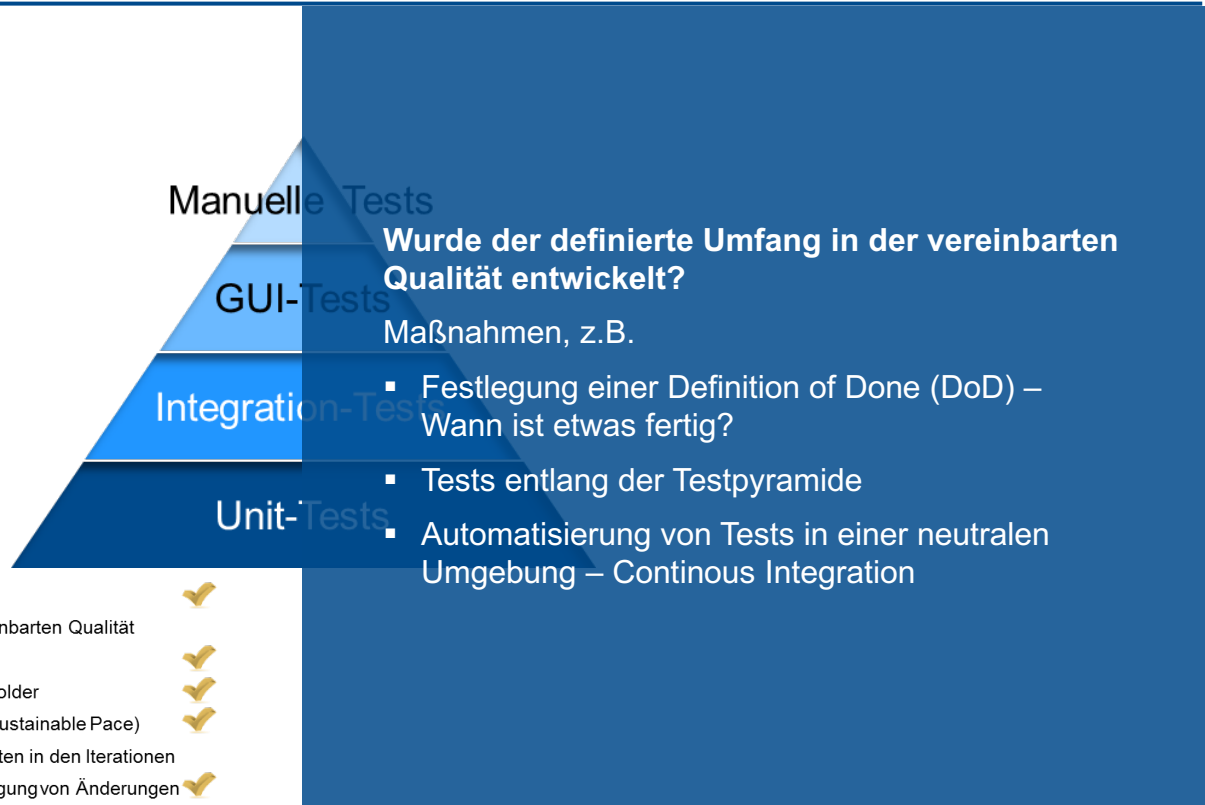 Manuelle Tests
GUI-Tests
Integration-Tests
Unit-Tests
Wurde der definierte Umfang in der vereinbarten
Qualität entwickelt?
Maßnahmen, z.B.
▪ Festlegung einer Definition of Done (DoD) –
Wann ist etwas fertig?
▪ Tests entlang der Testpyramide
▪ Automatisierung von Tests in einer neutralen
Umgebung – Continous Integration
nbarten Qualität
older
ustainable Pace)
ten in den Iterationen
gung von Änderungen